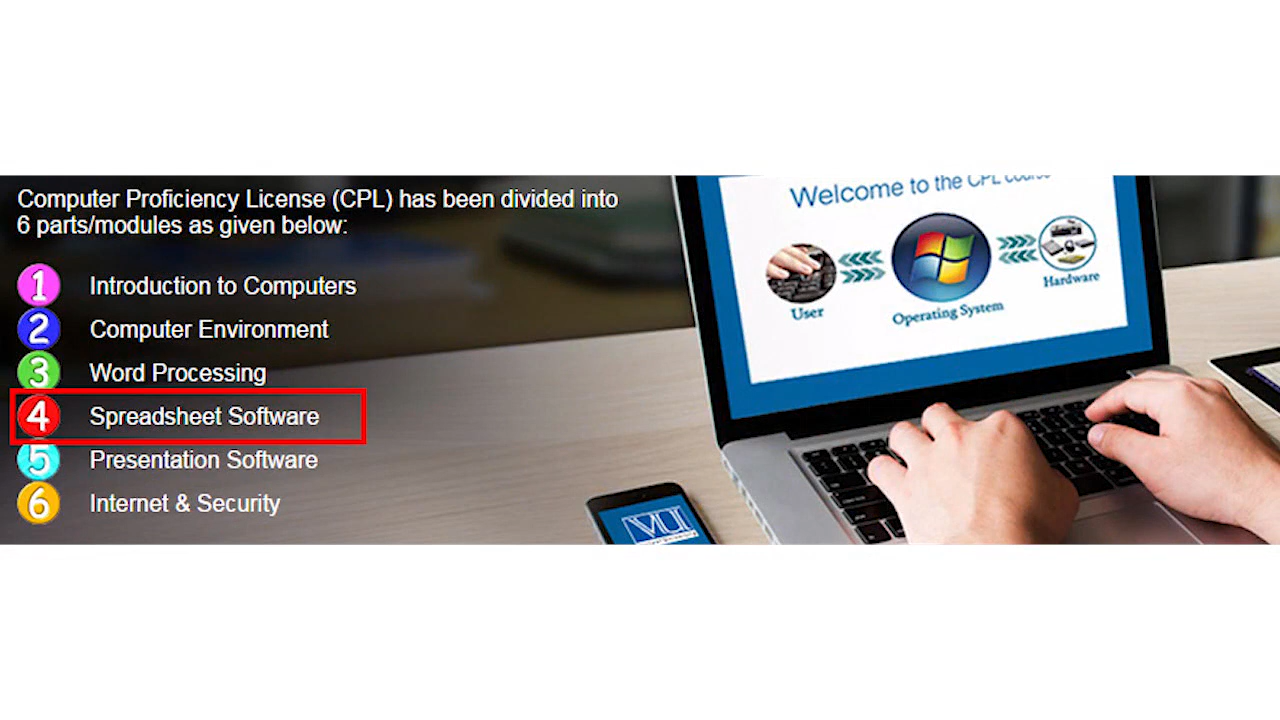 Computer Proficiency License (CPL) has been divided into
6 parts/modules as given below:
1 Introduction to Computers
2 Computer Environment
3 Word Processing
4 Spreadsheet Software
5 Presentation Software
6 Internet & Security
Welcome to the CPL course
User
Operating System
Hardware
VU